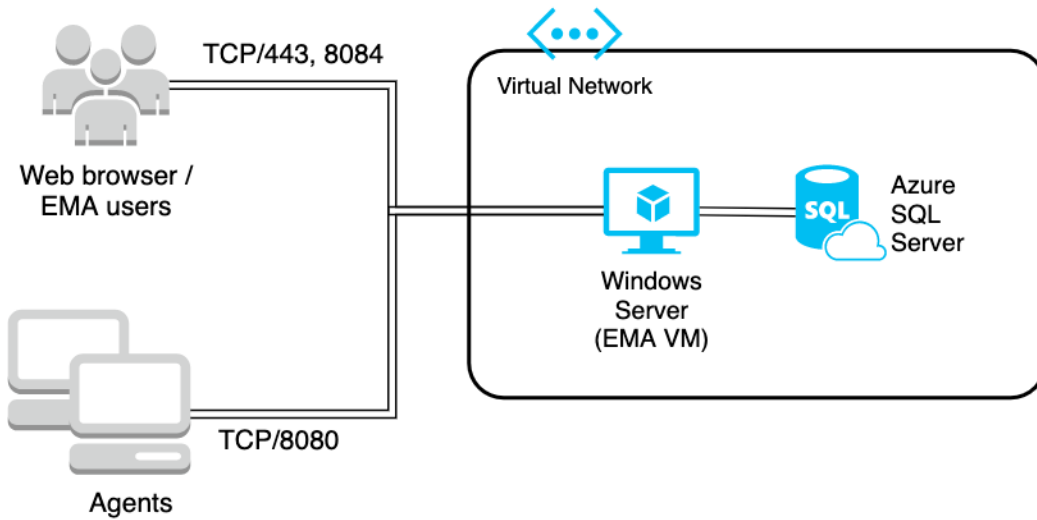 TCP/443, 8084
Web browser /
EMA users
Virtual Network
SQL
Azure
SQL
Server
Windows
Server
(EMA VM)
TCP/8080
Agents